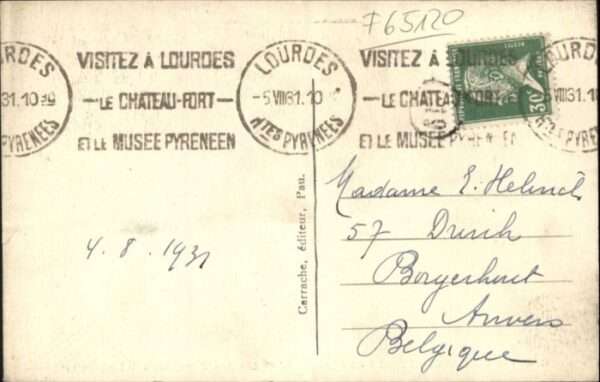 F65120
VISITEZ À LOURDES
LE CHATEAU-FORT
ET LE MUSEE PYRENEEN
LOURDES
-5 VIII 31. 10
Htes PYRENEES
VISITEZ À LOURDES
LE CHATEAU-FORT
ET LE MUSEE PYRENEEN
30
Madame E.
57
Borgerhout
Anvers
Belgique
4.8.1931
Carrache, éditeur, Pau.